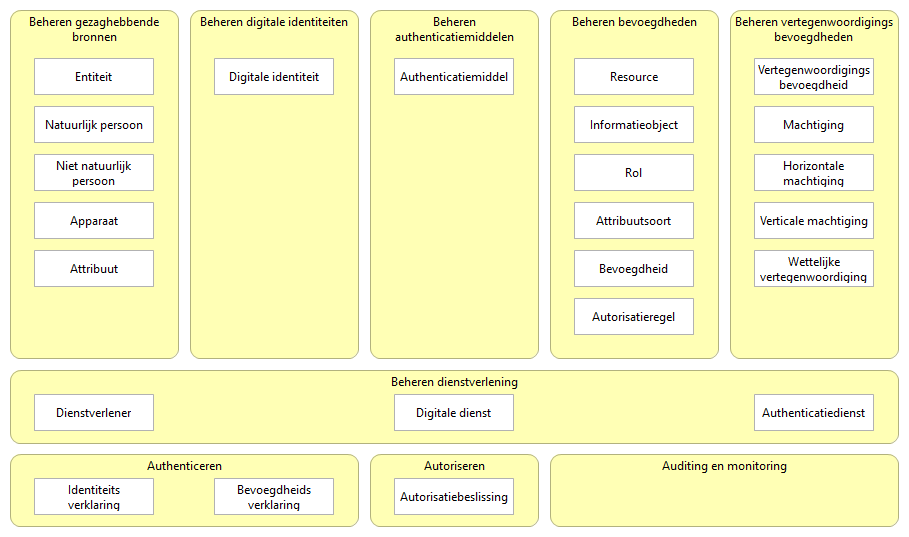 Beheren gezaghebbende
bronnen
Entiteit
Natuurlijk persoon
Niet natuurlijk
persoon
Apparaat
Attribuut
Beheren digitale identiteiten
Digitale identiteit
Beheren
authenticatiemiddelen
Authenticatiemiddel
Beheren bevoegdheden
Resource
Informatieobject
Rol
Attribuutsoort
Bevoegdheid
Autorisatieregel
Beheren vertegenwoordigings
bevoegdheden
Vertegenwoordigings
bevoegdheid
Machtiging
Horizontale
machtiging
Verticale machtiging
Wettelijke
vertegenwoordiging
Beheren dienstverlening
Dienstverlener
Digitale dienst
Authenticatiedienst
Authenticeren
Identiteits
verklaring
Bevoegdheids
verklaring
Autoriseren
Autorisatiebeslissing
Auditing en monitoring